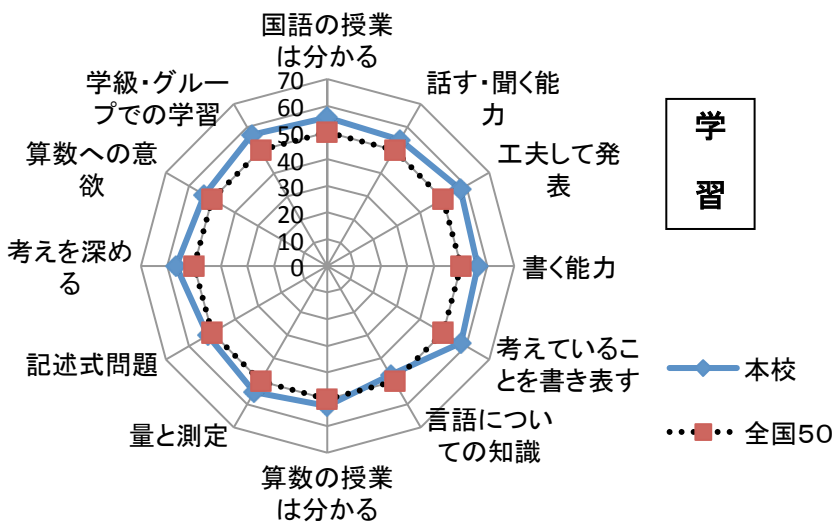 国語の授業
は分かる
話す・聞く能
力
工夫して発
表
書く能力
考えているこ
とを書き表す
言語につい
ての知識
算数の授業
は分かる
量と測定
記述式問題
考えを深め
る
算数への意
欲
学級・グルー
プでの学習
70
60
50
40
30
20
10
0
学
習
本校
全国50